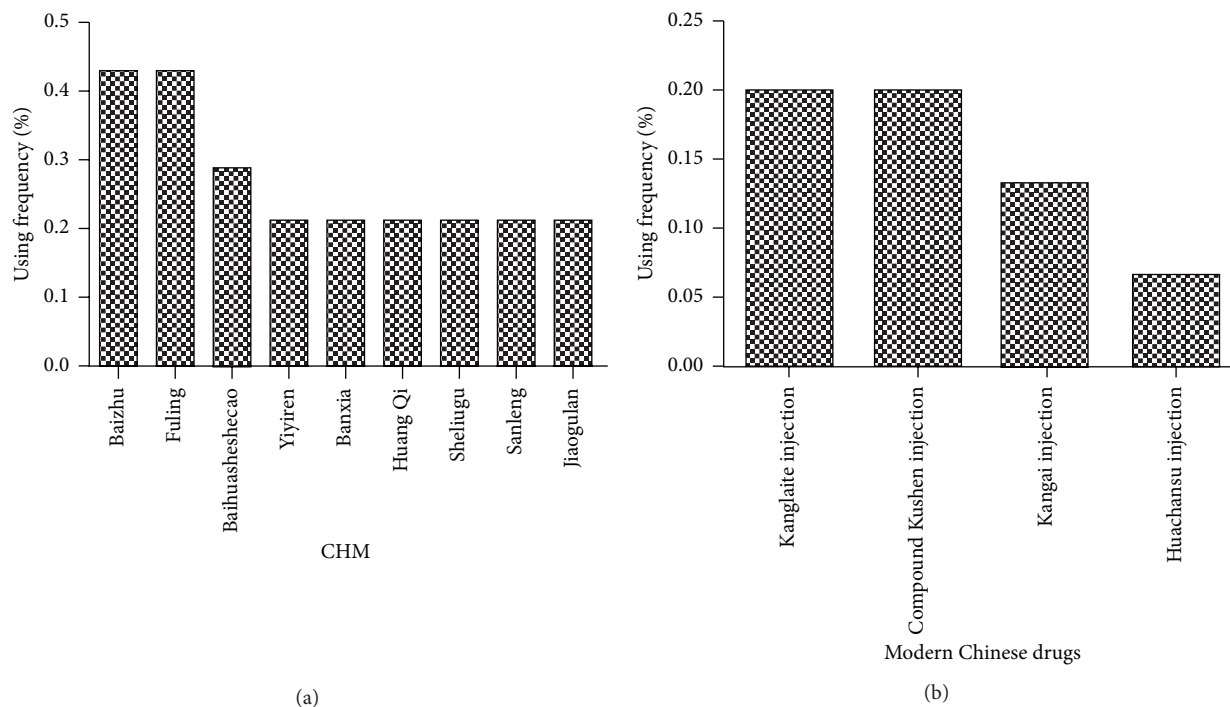 Using frequency (%)
0.5
0.4
0.3
0.2
0.1
0.0
Baizhu
Fuling
Baihuasheshecao
Yiyiren
Banxia
Huang Qi
Sheliugu
Sanleng
Jiaogulan
CHM
(a)
Using frequency (%)
0.25
0.20
0.15
0.10
0.05
0.00
Kanglaite injection
Compound Kushen injection
Kangai injection
Huachansu injection
Modern Chinese drugs
(b)